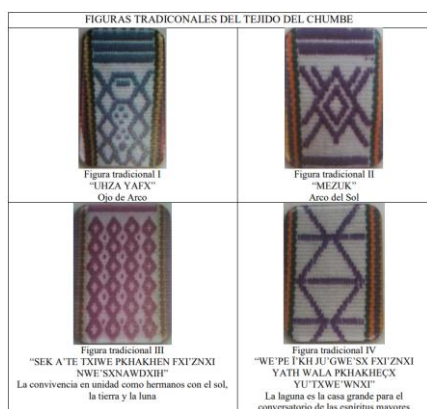 FIGURAS TRADICONALES DEL TEJIDO DEL CHUMBE
Figura tradicional I
“UHZA YAFX”
Ojo de Arco
Figura tradicional II
“MEZUK”
Arco del Sol
Figura tradicional III
“SEK A’TE TXIWE PKHAKHEN FXI’ZNXI
NWE’SXNAWDXIH”
La convivencia en unidad como hermanos con el sol,
la tierra y la luna
Figura tradicional IV
“WE’PE Ï’KH JU’GWE’SX FXI’ZNXI
YATH WALA PKHAKHEÇX
YU’TXWE’WNXI”
La laguna es la casa grande para el
conversatorio de las espíritus mayores